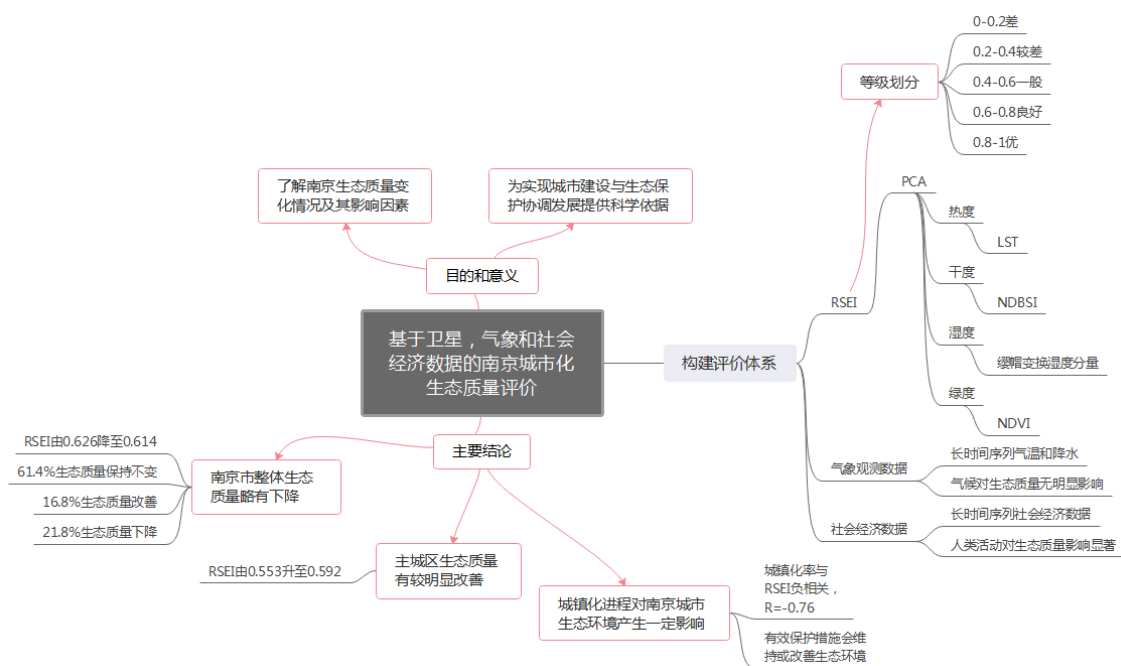 基于卫星，气象和社会
经济数据的南京城市化
生态质量评价
目的和意义
了解南京生态质量变
化情况及其影响因素
为实现城市建设与生态保
护协调发展提供科学依据
构建评价体系
RSEI
等级划分
0-0.2差
0.2-0.4较差
0.4-0.6一般
0.6-0.8良好
0.8-1优
PCA
热度
LST
干度
NDBSI
湿度
缨帽变换湿度分量
绿度
NDVI
气象观测数据
长时间序列气温和降水
气候对生态质量无明显影响
社会经济数据
长时间序列社会经济数据
人类活动对生态质量影响显著
主要结论
南京市整体生态
质量略有下降
RSEI由0.626降至0.614
61.4%生态质量保持不变
16.8%生态质量改善
21.8%生态质量下降
主城区生态质量
有较明显改善
RSEI由0.553升至0.592
城镇化进程对南京城市
生态环境产生一定影响
城镇化率与
RSEI负相关，
R=-0.76
有效保护措施会维
持或改善生态环境